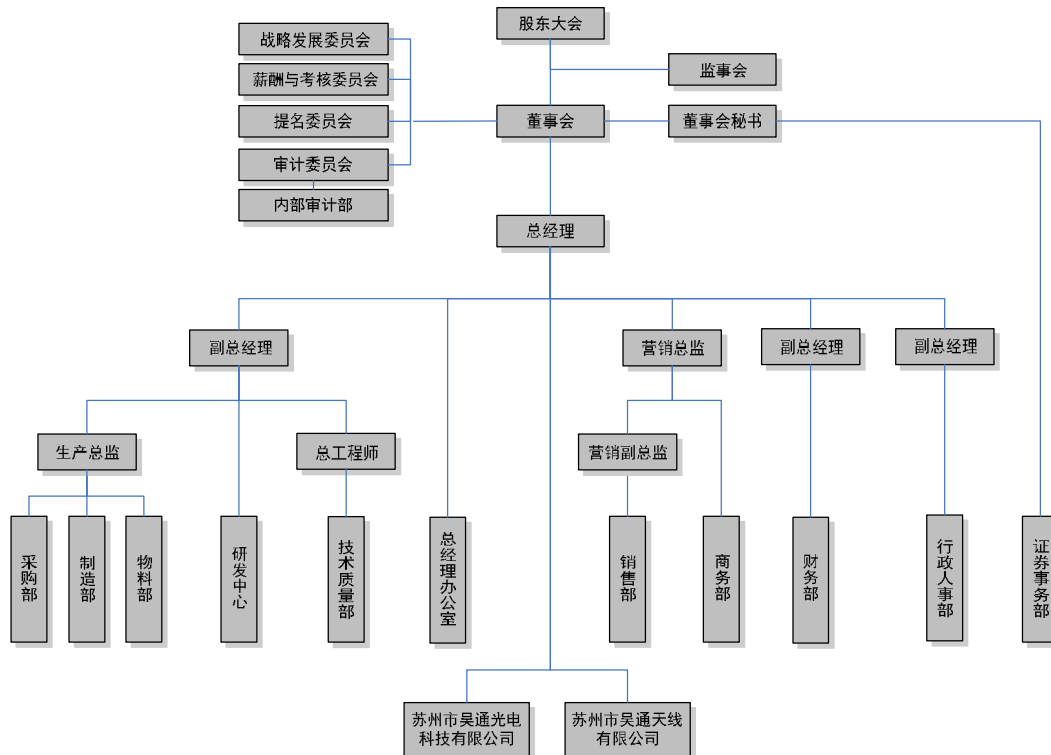 股东大会
战略发展委员会
监事会
薪酬与考核委员会
提名委员会
董事会
董事会秘书
审计委员会
内部审计部
总经理
副总经理
营销总监
副总经理
副总经理
生产总监
总工程师
营销副总监
采购部
制造部
物料部
研发中心
技术质量部
总经理办公室
销售部
商务部
财务部
行政人事部
证券事务部
苏州市吴通光电
科技有限公司
苏州市吴通天线
有限公司